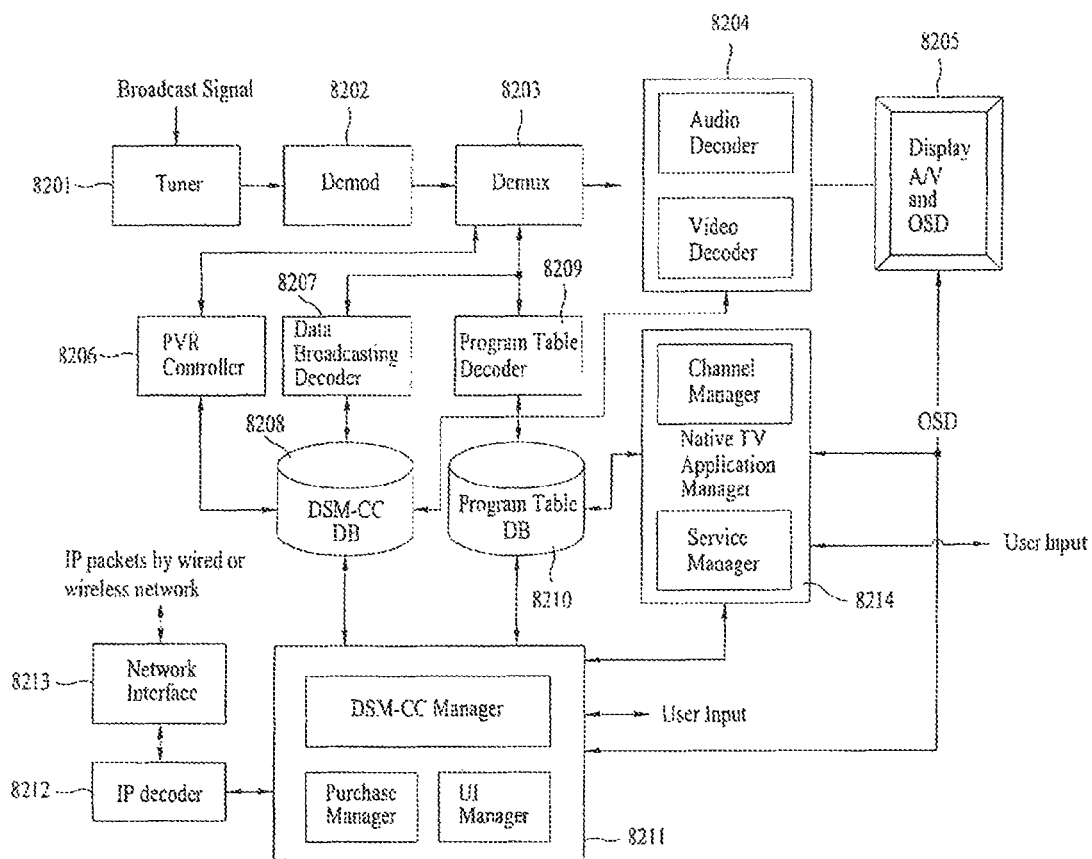 8204
8205
Broadcast Signal
8202
8203
Audio
Decoder
Display
A/V
and
OSD
8201
Tuner
Demod
Demux
Video
Decoder
8207
8209
8206
PVR
Controller
Data
Broadcasting
Decoder
Program Table
Decoder
Channel
Manager
8208
OSD
Native TV
Application
Manager
DSM-CC
DB
Program Table
DB
Service
Manager
User Input
IP packets by wired or
wireless network
8210
8214
8213
Network
Interface
DSM-CC Manager
User Input
8212
IP decoder
Purchase
Manager
UI
Manager
8211